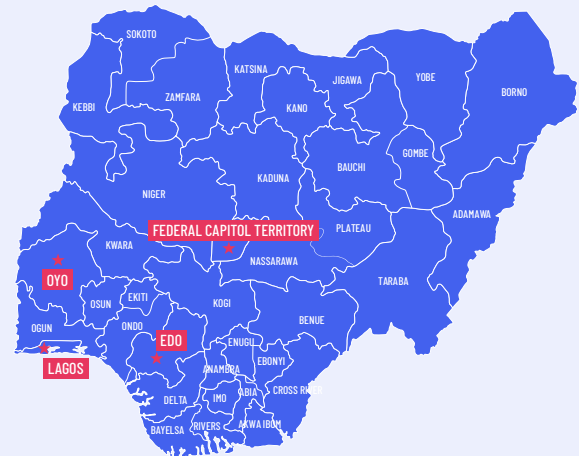 SOKOTO
KATSINA
JIGAWA
YOBE
BORNO
ZAMFARA
KEBBI
KANO
GOMBE
BAUCHI
KADUNA
NIGER
ADAMAWA
FEDERAL CAPITOL TERRITORY
PLATEAU
KWARA
NASSARAWA
OYO
TARABA
EKITI
OSUN
KOGI
BENUE
OGUN
ONDO
EDO
ENUGU
EBONYI
LAGOS
ANAMBRA
CROSS RIVER
ABIA
IMO
DELTA
AKWA IBOM
RIVERS
BAYELSA